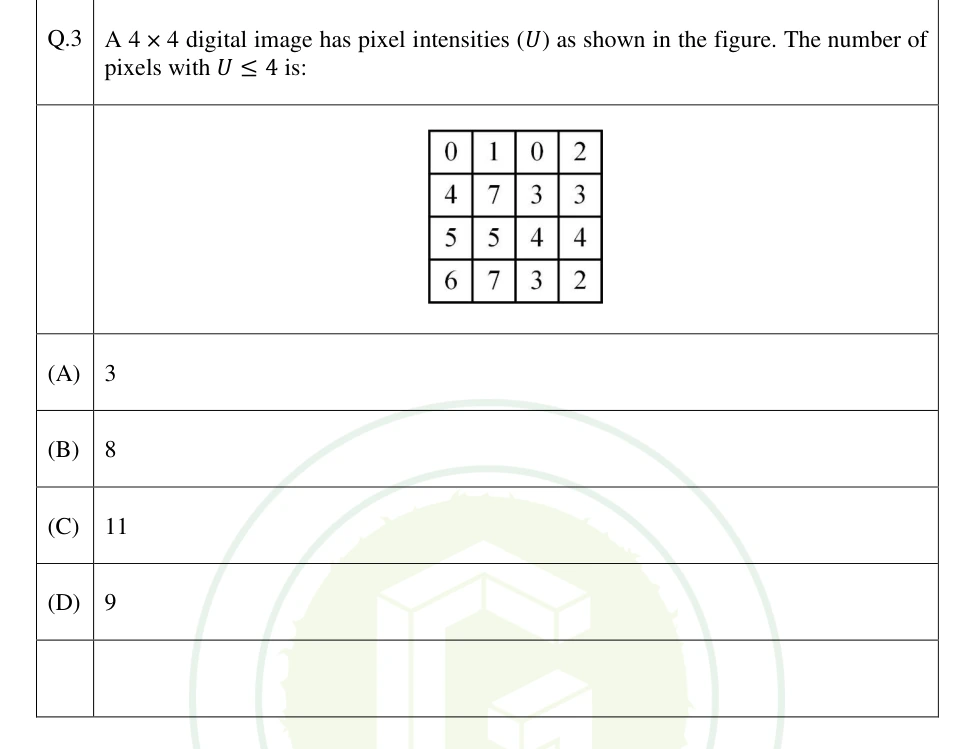 Q.3 A 4 × 4 digital image has pixel intensities (U) as shown in the figure. The number of
pixels with U ≤ 4 is:
0 1 0 2
4 7 3 3
5 5 4 4
6 7 3 2
(A) 3
(B) 8
(C) 11
(D) 9